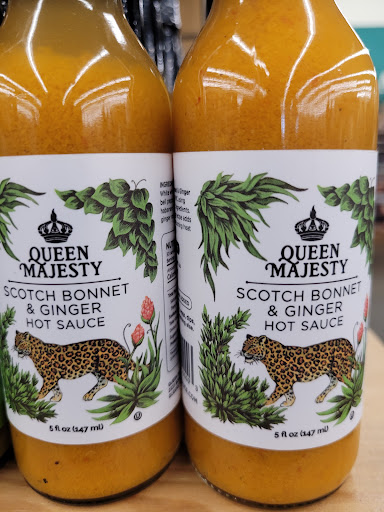 QUEEN
MAJESTY
SCOTCH BONNET
& GINGER
HOT SAUCE
5 fl oz (147 ml)
QUEEN
MAJESTY
SCOTCH BONNET
& GINGER
HOT SAUCE
5 fl oz (147 ml)